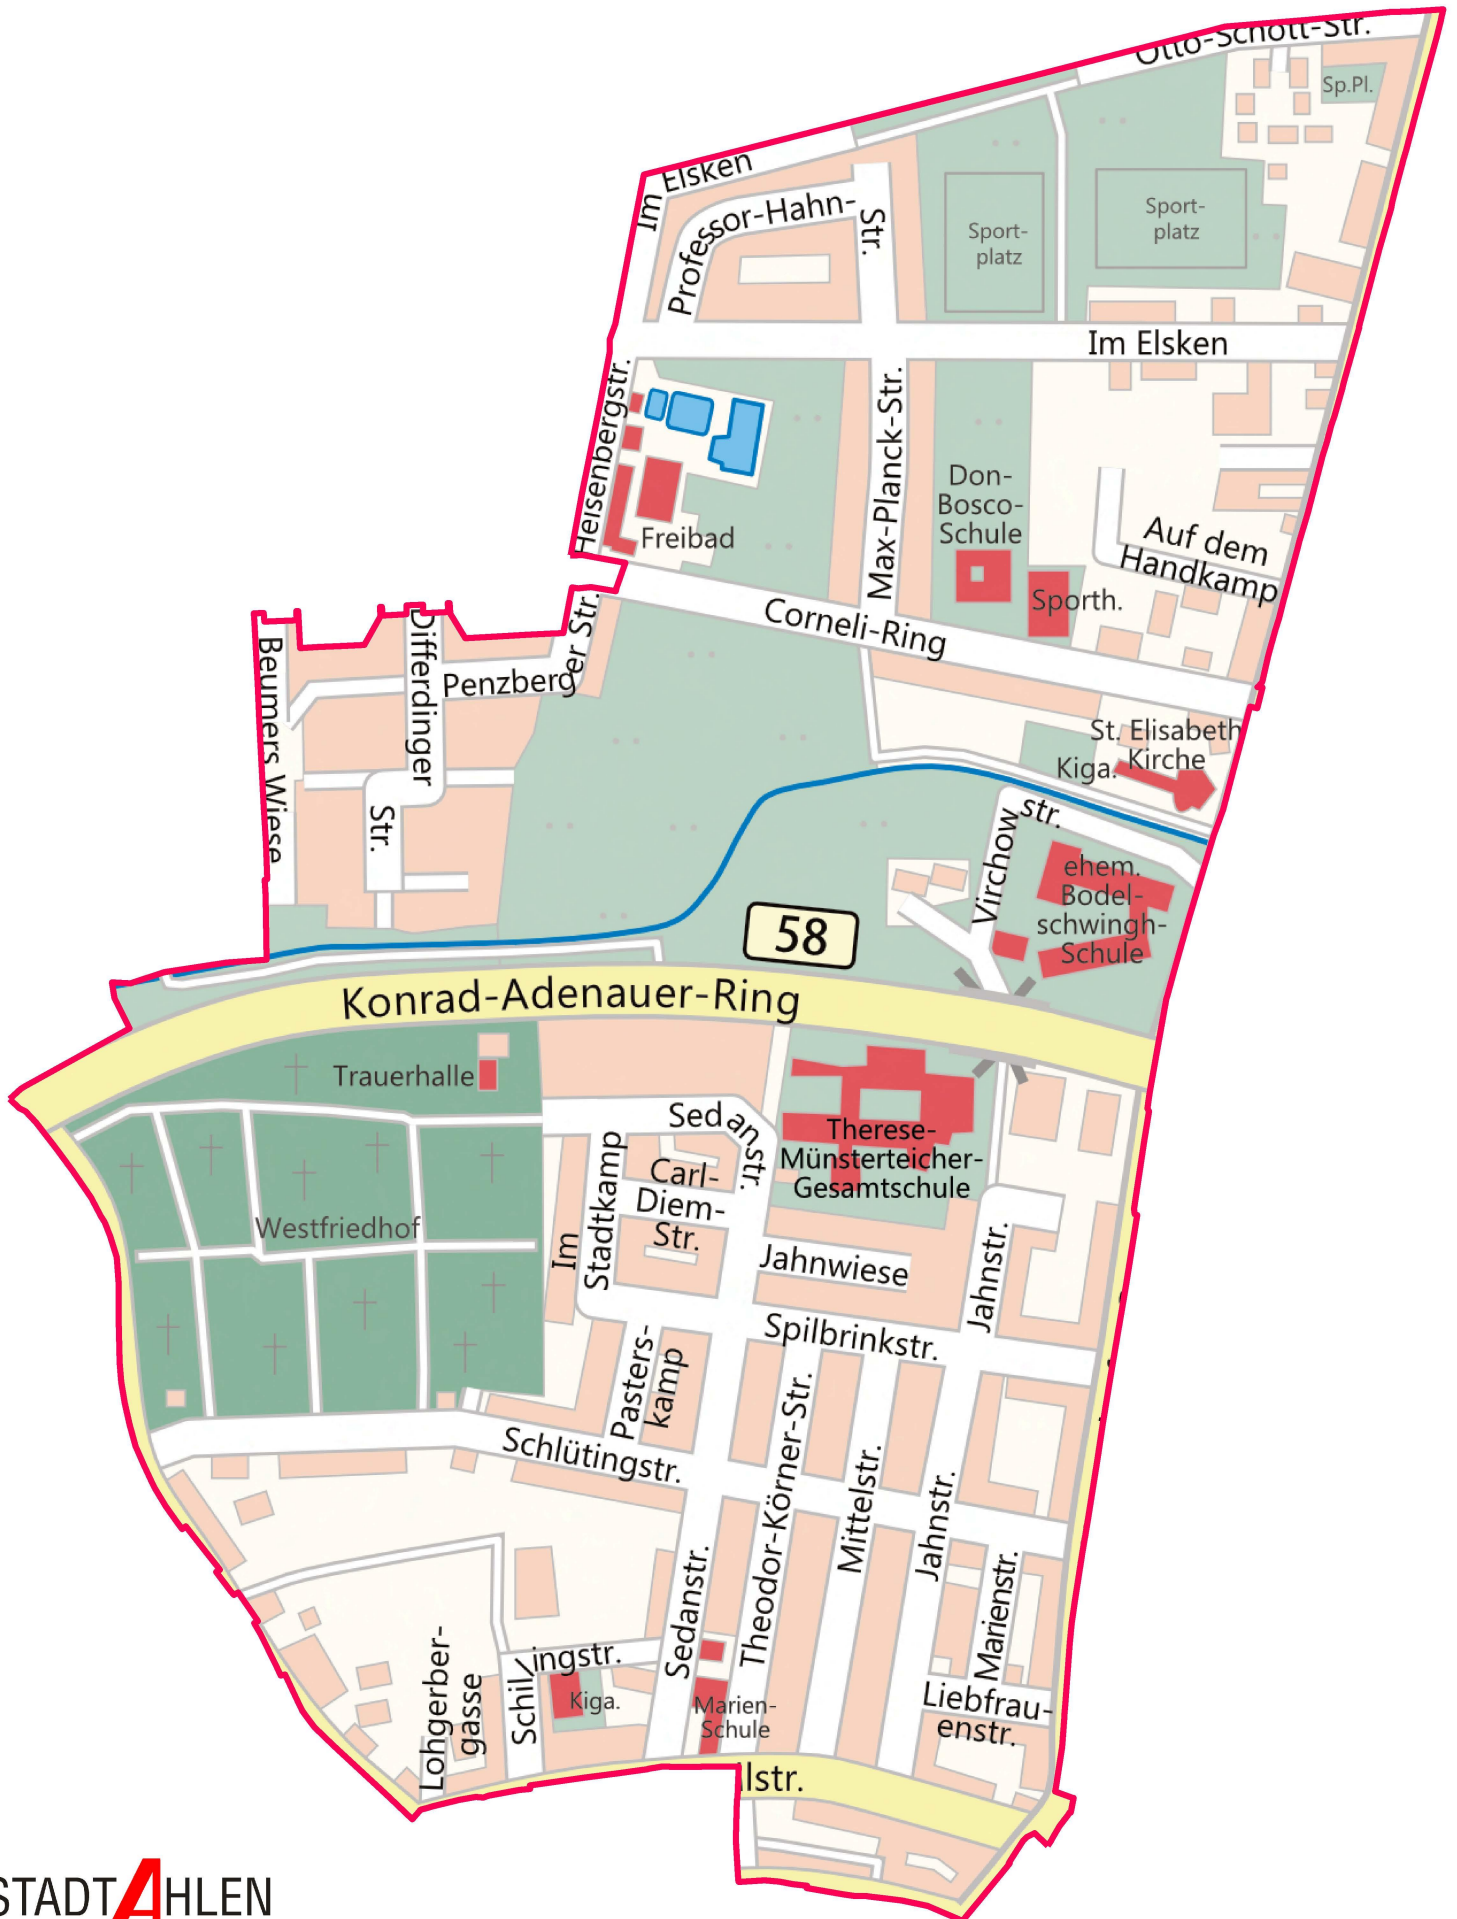 Otto-Schott-Str.
Sp.Pl.
Im Elsken
Professor-Hahn-
Str.
Sport-
platz
Sport-
platz
Im Elsken
Heisenbergstr.
Max-Planck-Str.
Don-
Bosco-
Schule
Freibad
Auf dem
Handkamp
Sporth.
Corneli-Ring
Penzberger Str.
Differdinger
Str.
Beumers Wiese
St. Elisabeth
Kirche
Kiga.
Virchowstr.
ehem.
Bodel-
schwingh-
Schule
58
Konrad-Adenauer-Ring
Trauerhalle
Westfriedhof
Sedanstr.
Im
Stadtkamp
Carl-
Diem-
Str.
Therese-
Münsterteicher-
Gesamtschule
Jahnwiese
Jahnstr.
Spilbrinkstr.
Pasters-
kamp
Schlütingstr.
Theodor-Körner-Str.
Mittelstr.
Jahnstr.
Marienstr.
Sedanstr.
Lohgerber-
gasse
Schillingstr.
Kiga.
Marien-
Schule
Liebfrau-
enstr.
llstr.
STADT AHLEN